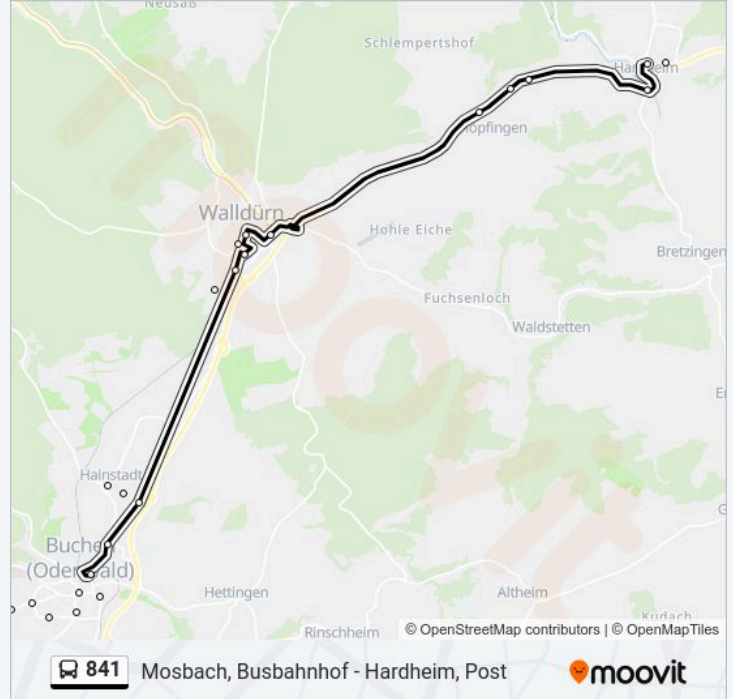 Neusaß
Schlempertshof
Hardheim
Höpfingen
Walldürn
Hohle Eiche
Bretzingen
Fuchsenloch
Waldstetten
Hainstadt
Buchen
(Odenwald)
Hettingen
Altheim
Kudach
Rinschheim
© OpenStreetMap contributors | © OpenMapTiles
841 Mosbach, Busbahnhof - Hardheim, Post
moovit